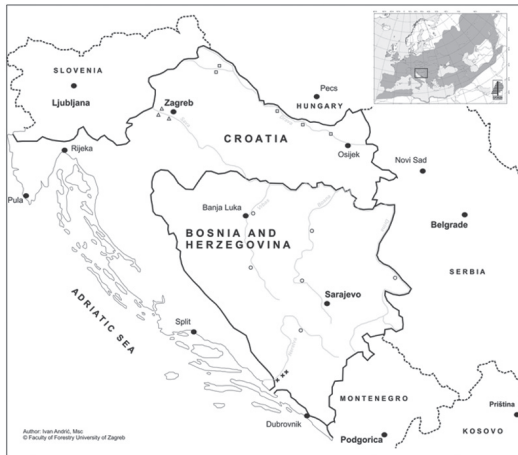 SLOVENIA
Ljubljana
Zagreb
Pecs
HUNGARY
CROATIA
Rijeka
Osijek
Novi Sad
Pula
Banja Luka
Belgrade
BOSNIA AND
HERZEGOVINA
SERBIA
Sarajevo
ADRIATIC SEA
Split
MONTENEGRO
Priština
Dubrovnik
Podgorica
KOSOVO
Author: Ivan Andrić, Msc
© Faculty of Forestry University of Zagreb